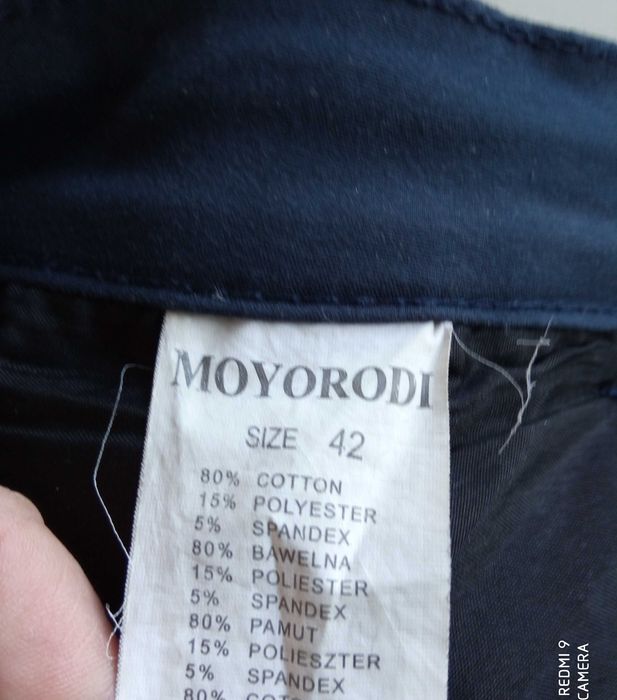 MOYORODI
SIZE 42
80% COTTON
15% POLYESTER
5% SPANDEX
80% BAWELNA
15% POLIESTER
5% SPANDEX
80% PAMUT
15% POLIESZTER
5% SPANDEX
80%
REDMI 9
CAMERA